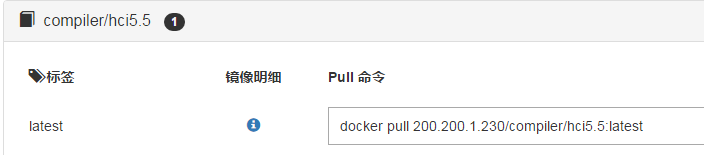 compiler/hci5.5 1
标签 镜像明细 Pull 命令
latest docker pull 200.200.1.230/compiler/hci5.5:latest